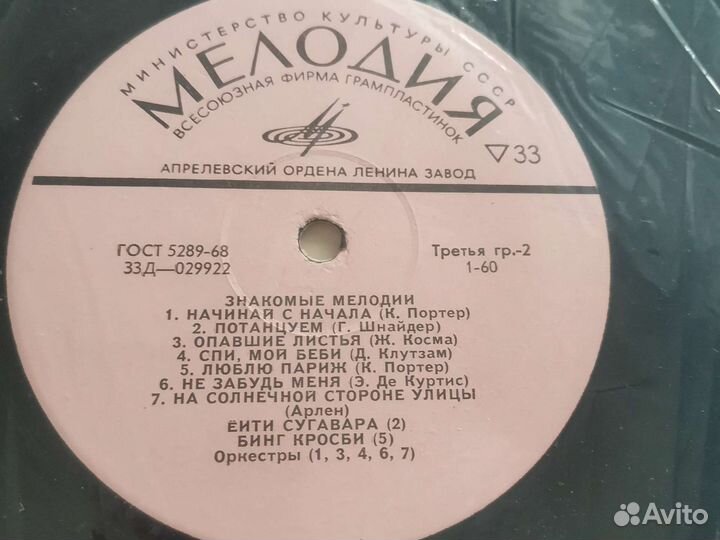 МИНИСТЕРСТВО КУЛЬТУРЫ СССР
МЕЛОДИЯ
ВСЕСОЮЗНАЯ ФИРМА ГРАМПЛАСТИНОК
▽33
АПРЕЛЕВСКИЙ ОРДЕНА ЛЕНИНА ЗАВОД
ГОСТ 5289-68
33Д—029922
Третья гр.-2
1-60
ЗНАКОМЫЕ МЕЛОДИИ
1. НАЧИНАЙ С НАЧАЛА (К. Портер)
2. ПОТАНЦУЕМ (Г. Шнайдер)
3. ОПАВШИЕ ЛИСТЬЯ (Ж. Косма)
4. СПИ, МОЙ БЕБИ (Д. Клутзам)
5. ЛЮБЛЮ ПАРИЖ (К. Портер)
6. НЕ ЗАБУДЬ МЕНЯ (Э. Де Куртис)
7. НА СОЛНЕЧНОЙ СТОРОНЕ УЛИЦЫ
(Арлен)
ЁИТИ СУГАВАРА (2)
БИНГ КРОСБИ (5)
Оркестры (1, 3, 4, 6, 7)
Avito